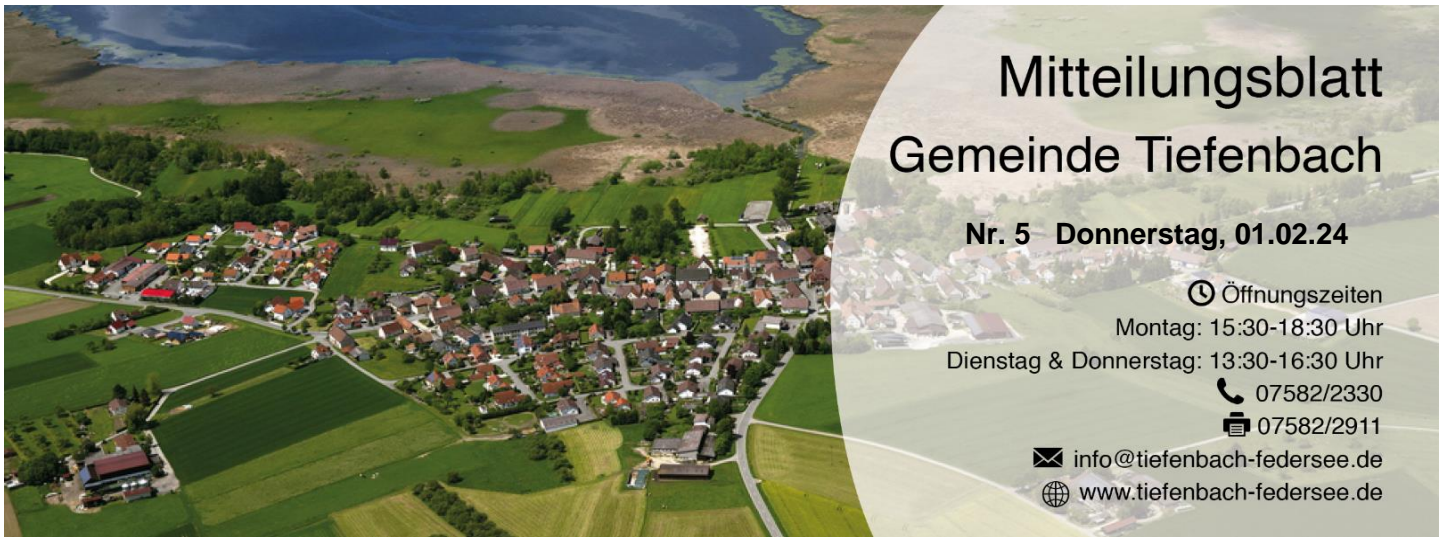 Mitteilungsblatt
Gemeinde Tiefenbach
Nr. 5 Donnerstag, 01.02.24
Öffnungszeiten
Montag: 15:30-18:30 Uhr
Dienstag & Donnerstag: 13:30-16:30 Uhr
07582/2330
07582/2911
info@tiefenbach-federsee.de
www.tiefenbach-federsee.de